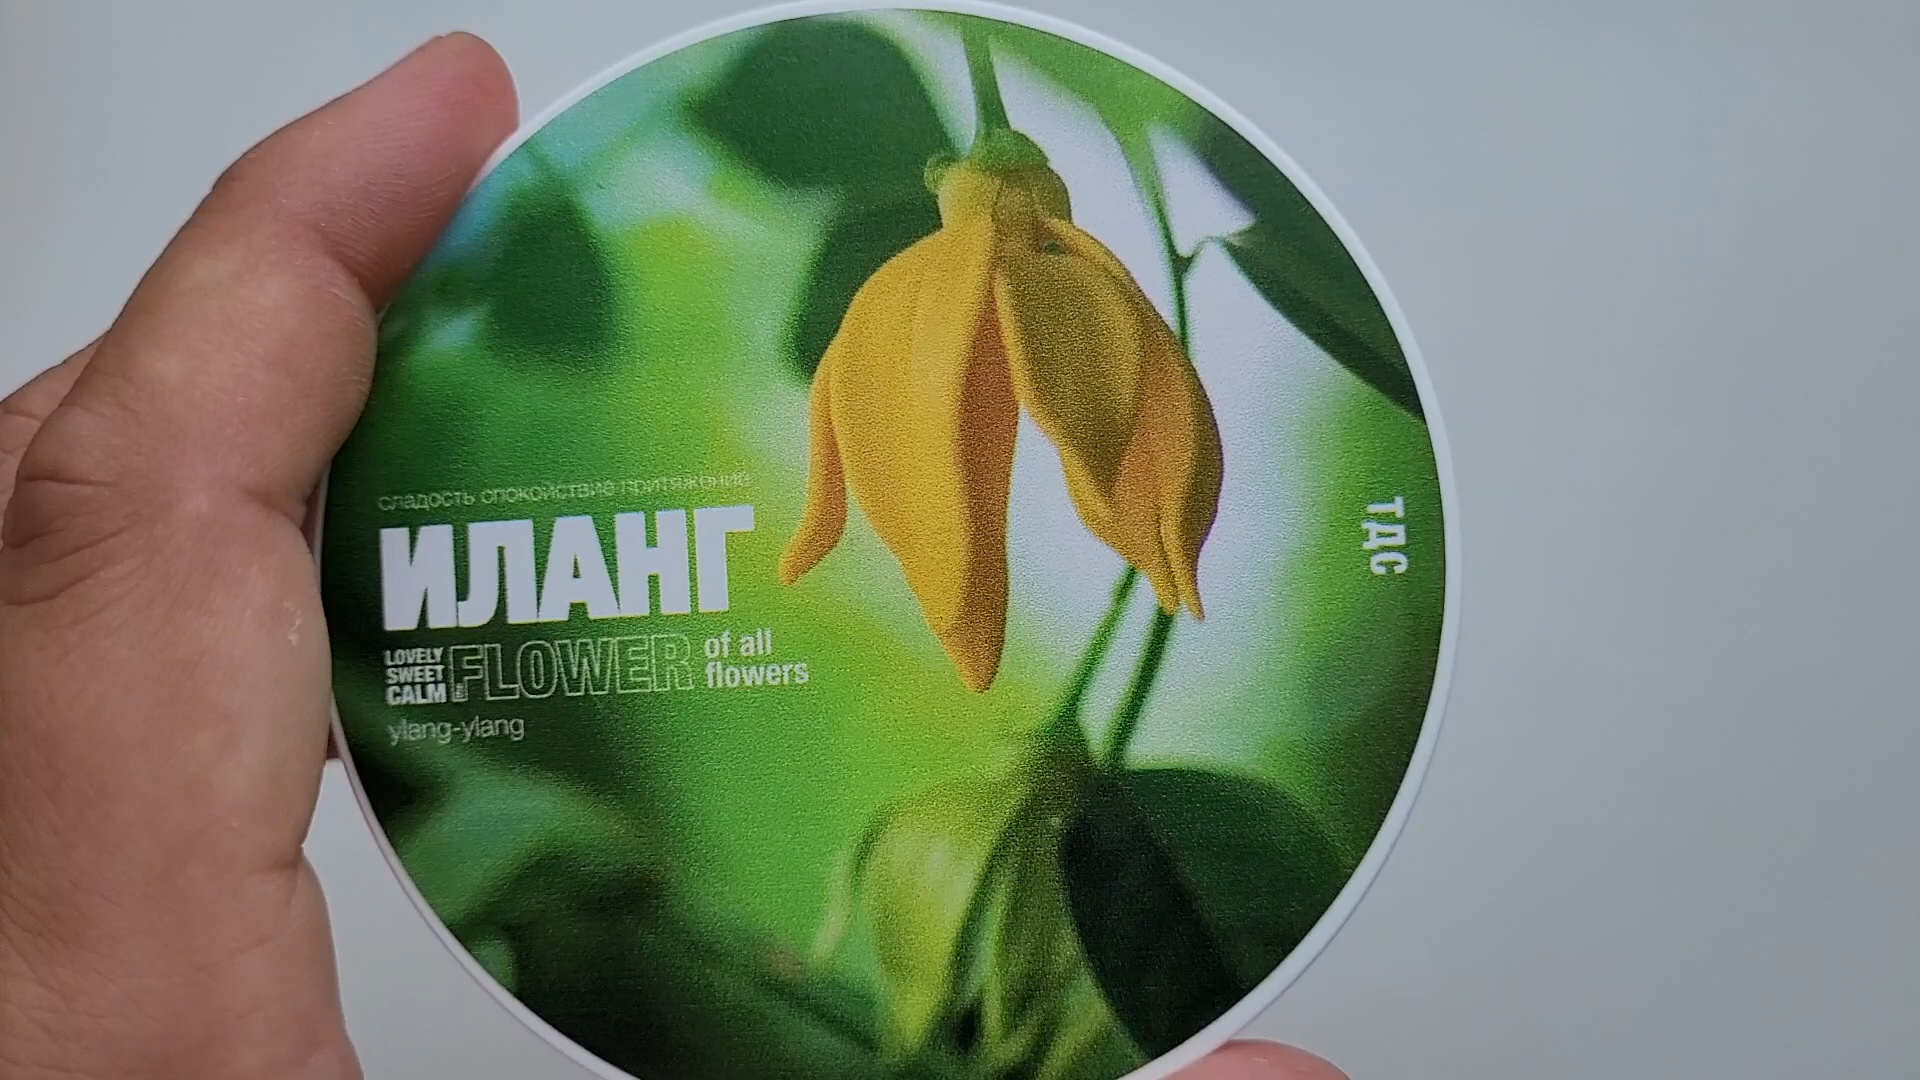 сладость спокойствие притяжение
ИЛАНГ
LOVELY
SWEET
CALM
FLOWER
of all
flowers
ylang-ylang
ТДС